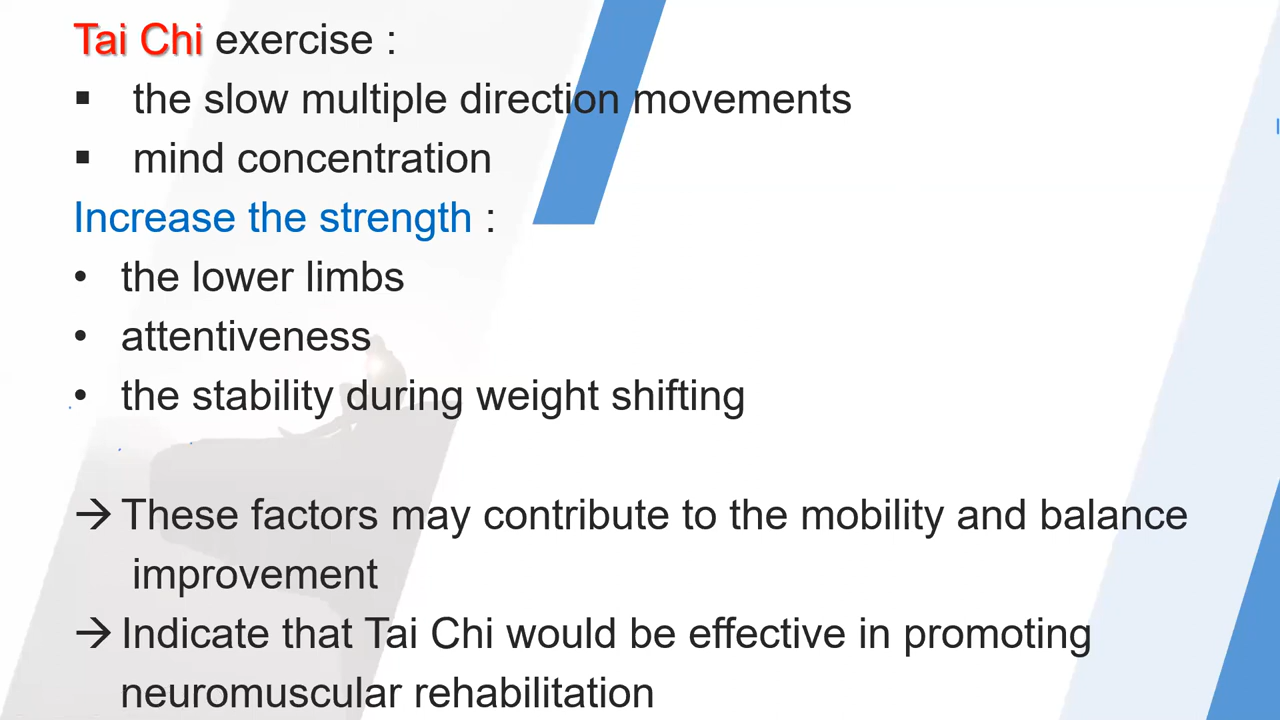 Tai Chi exercise :
▪ the slow multiple direction movements
▪ mind concentration
Increase the strength :
• the lower limbs
• attentiveness
• the stability during weight shifting
→ These factors may contribute to the mobility and balance
improvement
→ Indicate that Tai Chi would be effective in promoting
neuromuscular rehabilitation